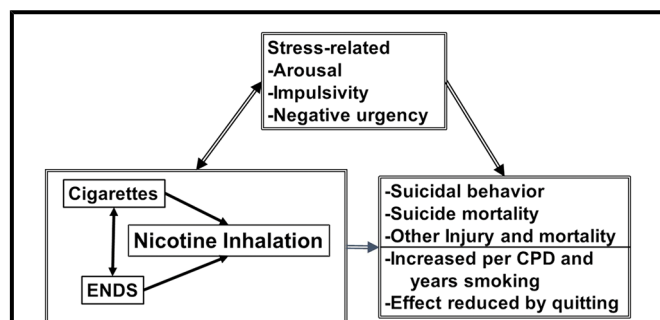 Stress-related
-Arousal
-Impulsivity
-Negative urgency
Cigarettes
Nicotine Inhalation
ENDS
-Suicidal behavior
-Suicide mortality
-Other Injury and mortality
-Increased per CPD and
years smoking
-Effect reduced by quitting